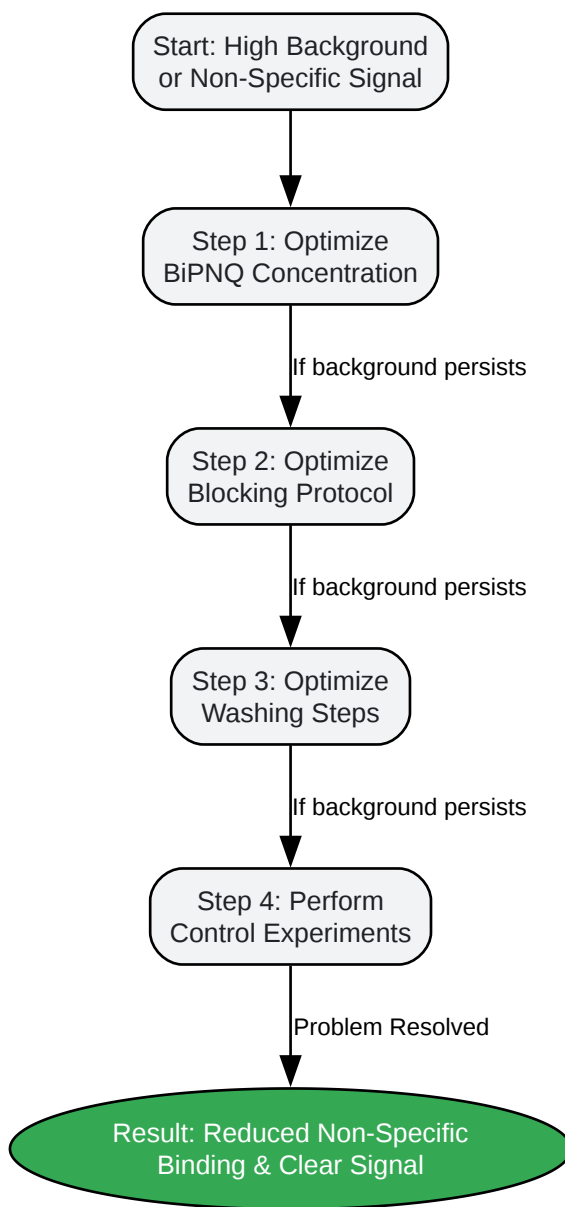 Start: High Background
or Non-Specific Signal
Step 1: Optimize
BiPNQ Concentration
If background persists
Step 2: Optimize
Blocking Protocol
If background persists
Step 3: Optimize
Washing Steps
If background persists
Step 4: Perform
Control Experiments
Problem Resolved
Result: Reduced Non-Specific
Binding & Clear Signal